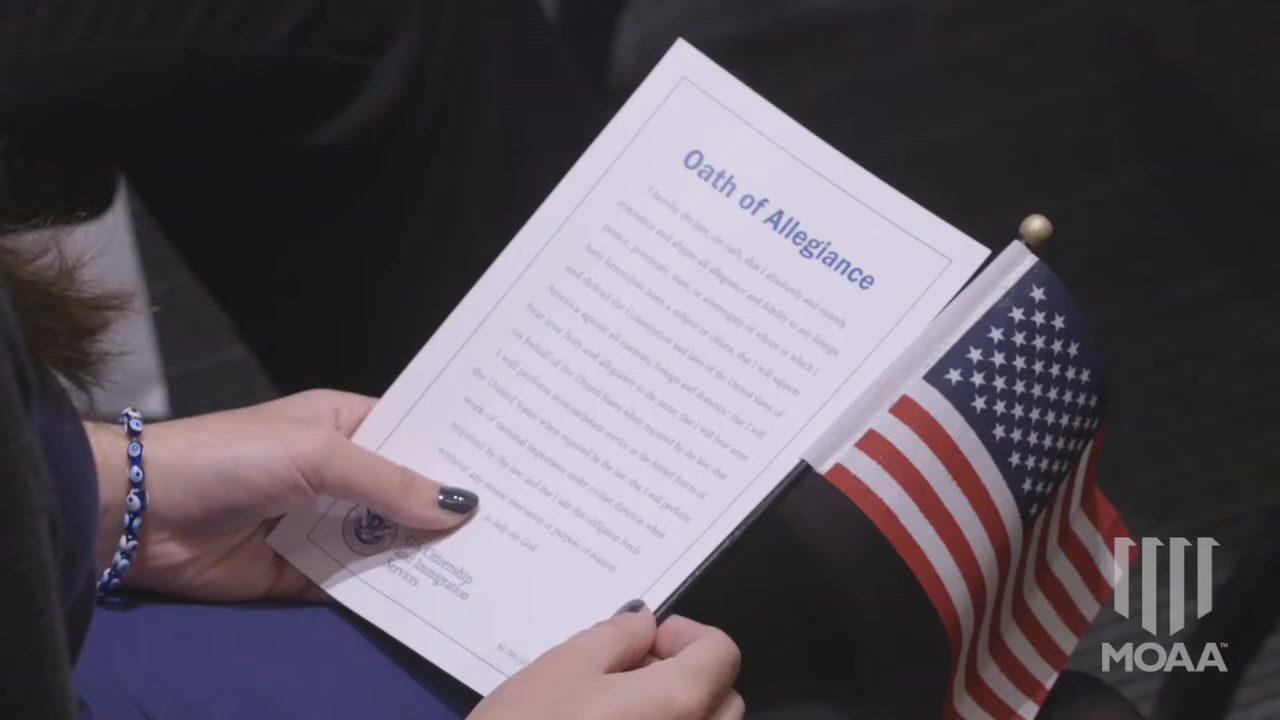 Oath of Allegiance
I hereby declare, on oath, that I absolutely and entirely
renounce and abjure all allegiance and fidelity to any foreign
prince, potentate, state, or sovereignty of whom or which I
have heretofore been a subject or citizen; that I will support
and defend the Constitution and laws of the United States of
America against all enemies, foreign and domestic; that I will
bear true faith and allegiance to the same; that I will bear arms
on behalf of the United States when required by the law; that
I will perform noncombatant service in the Armed Forces of
the United States when required by the law; that I will perform
work of national importance under civilian direction when
required by the law; and that I take this obligation freely
without any mental reservation or purpose of evasion;
so help me God.
U.S. Citizenship
and Immigration
Services
MOAA™